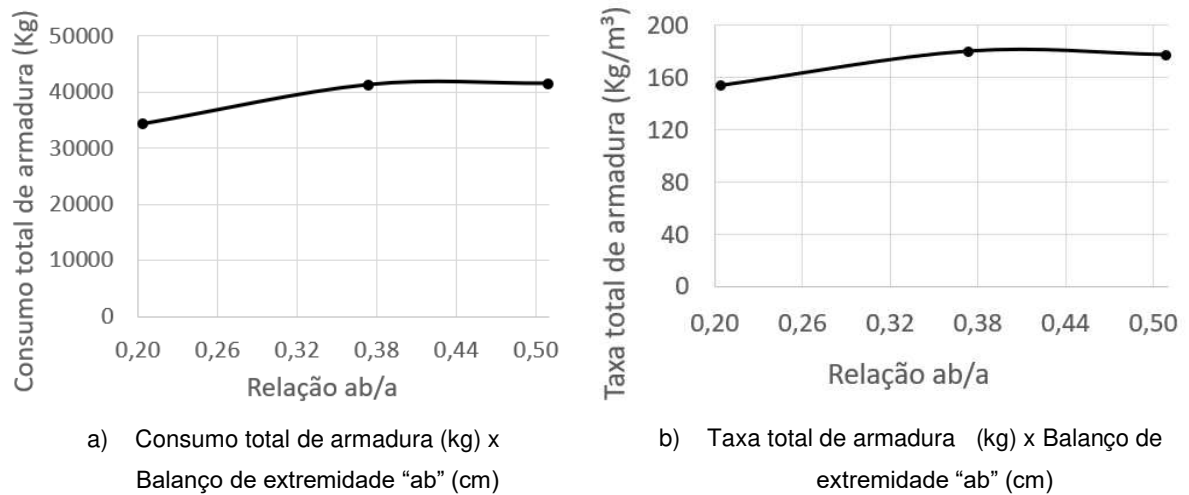 Consumo total de armadura (Kg)
50000
40000
30000
20000
10000
0
0,20 0,26 0,32 0,38 0,44 0,50
Relação ab/a
a) Consumo total de armadura (kg) x
Balanço de extremidade “ab” (cm)
Taxa total de armadura (Kg/m³)
200
160
120
80
40
0
0,20 0,26 0,32 0,38 0,44 0,50
Relação ab/a
b) Taxa total de armadura (kg) x Balanço de
extremidade “ab” (cm)